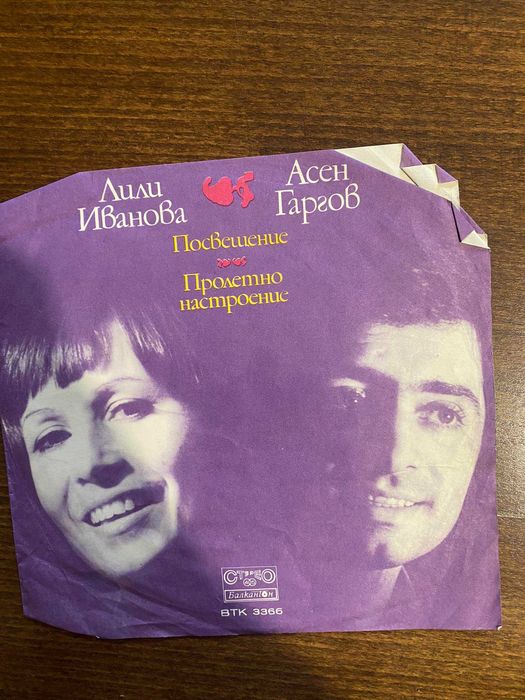 Лили
Иванова
Асен
Гаргов
Посвещение
Пролетно
настроение
СТЕРЕО
Балкантон
ВТК 3366